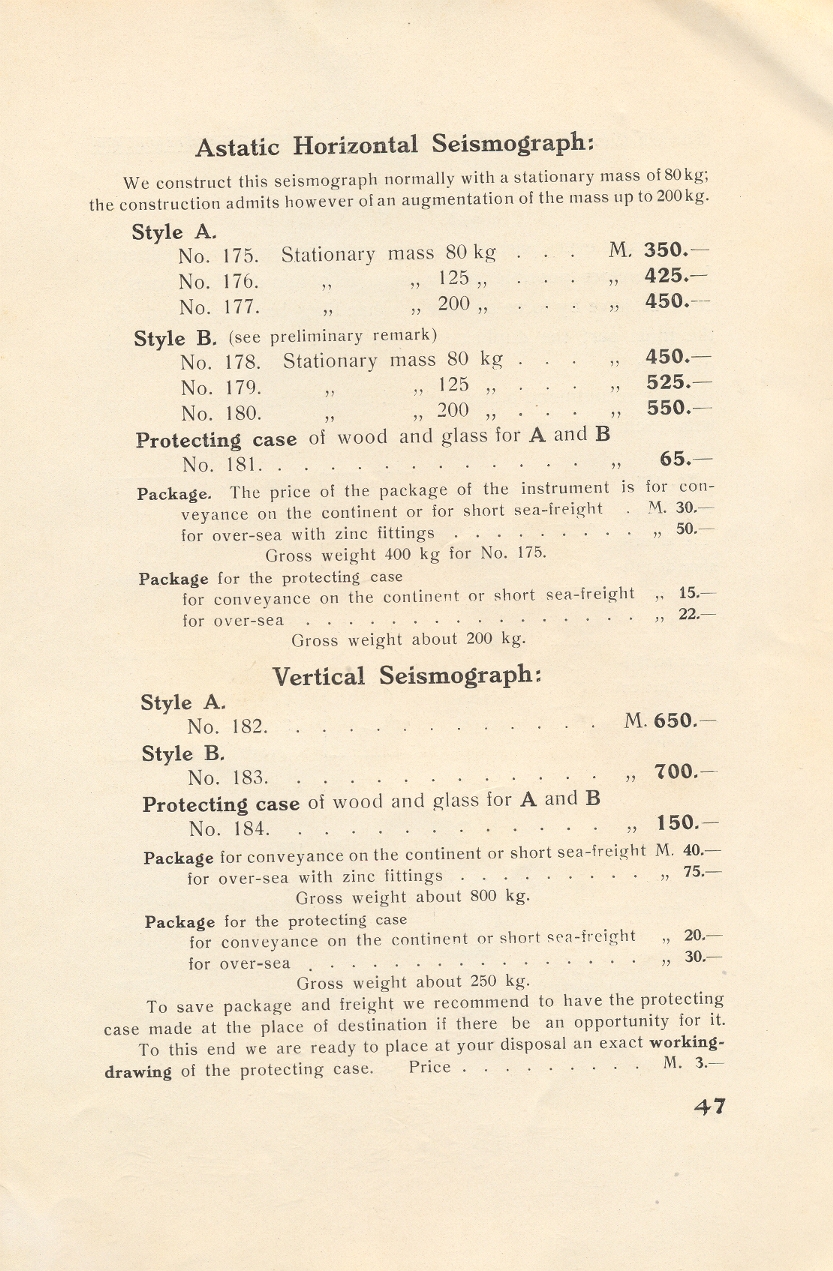 Astatic Horizontal Seismograph:
We construct this seismograph normally with a stationary mass of 80 kg;
the construction admits however of an augmentation of the mass up to 200 kg.
Style A.
No. 175. Stationary mass 80 kg . . . M. 350.—
No. 176. „ „ 125 „ . . . „ 425.—
No. 177. „ „ 200 „ . . . „ 450.—
Style B. (see preliminary remark)
No. 178. Stationary mass 80 kg . . . „ 450.—
No. 179. „ „ 125 „ . . . „ 525.—
No. 180. „ „ 200 „ . . . „ 550.—
Protecting case of wood and glass for A and B
No. 181. . . . . . . . . . . . . . „ 65.—
Package. The price of the package of the instrument is for con-
veyance on the continent or for short sea-freight . M. 30.—
for over-sea with zinc fittings . . . . . . . . . „ 50.—
Gross weight 400 kg for No. 175.
Package for the protecting case
for conveyance on the continent or short sea-freight „ 15.—
for over-sea . . . . . . . . . . . . . . . . „ 22.—
Gross weight about 200 kg.
Vertical Seismograph:
Style A.
No. 182. . . . . . . . . . . . . M. 650.—
Style B.
No. 183. . . . . . . . . . . . . „ 700.—
Protecting case of wood and glass for A and B
No. 184. . . . . . . . . . . . . „ 150.—
Package for conveyance on the continent or short sea-freight M. 40.—
for over-sea with zinc fittings . . . . . . . . . „ 75.—
Gross weight about 800 kg.
Package for the protecting case
for conveyance on the continent or short sea-freight „ 20.—
for over-sea . . . . . . . . . . . . . . . . „ 30.—
Gross weight about 250 kg.
To save package and freight we recommend to have the protecting
case made at the place of destination if there be an opportunity for it.
To this end we are ready to place at your disposal an exact working-
drawing of the protecting case. Price . . . . . . . . . M. 3.—
47